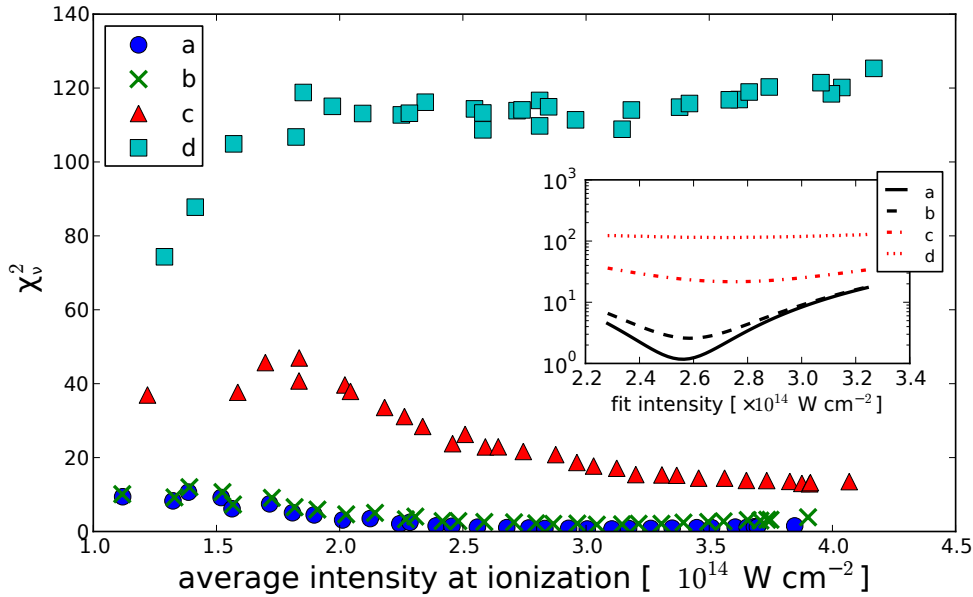 140
120
100
80
60
40
20
0
χ²ᵥ
a
b
c
d
1.0 1.5 2.0 2.5 3.0 3.5 4.0 4.5
average intensity at ionization [ 10¹⁴ W cm⁻²]
10³
10²
10¹
10⁰
a
b
c
d
2.2 2.4 2.6 2.8 3.0 3.2 3.4
fit intensity [×10¹⁴ W cm⁻²]